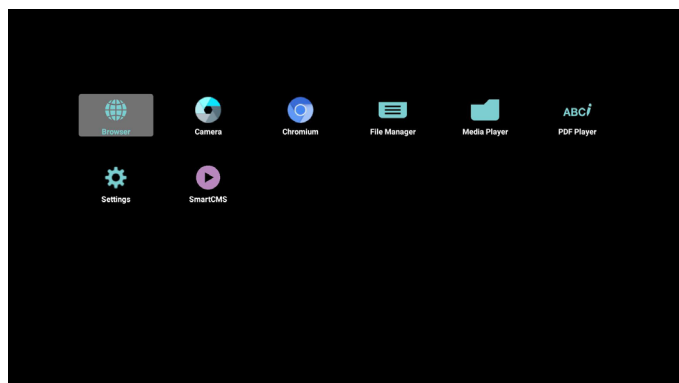 Browser
Camera
Chromium
File Manager
Media Player
ABCi
PDF Player
Settings
SmartCMS